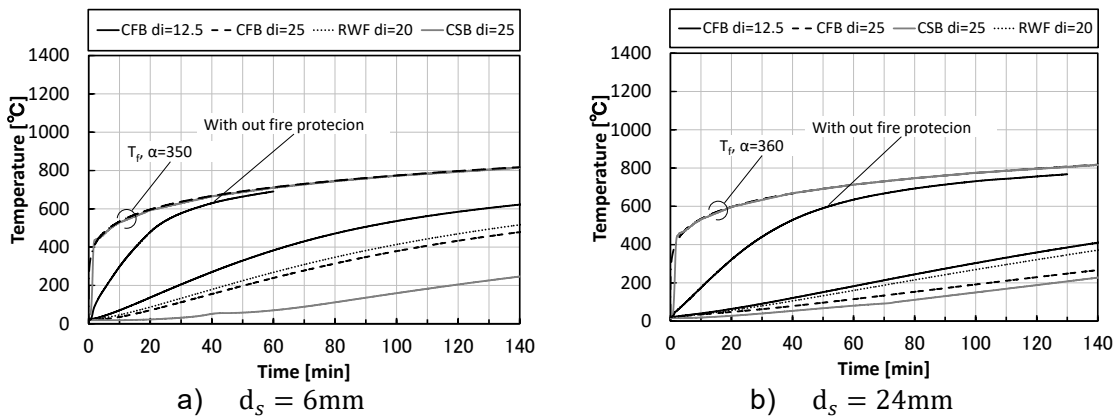 CFB di=12.5 CFB di=25 RWF di=20 CSB di=25
1400
1200
1000
800
600
400
200
0
Temperature [℃]
With out fire protecion
T_f, α=350
0 20 40 60 80 100 120 140
Time [min]
a) d_s = 6mm
CFB di=12.5 CFB di=25 CSB di=25 RWF di=20
1400
1200
1000
800
600
400
200
0
Temperature [℃]
With out fire protecion
T_f, α=360
0 20 40 60 80 100 120 140
Time [min]
b) d_s = 24mm